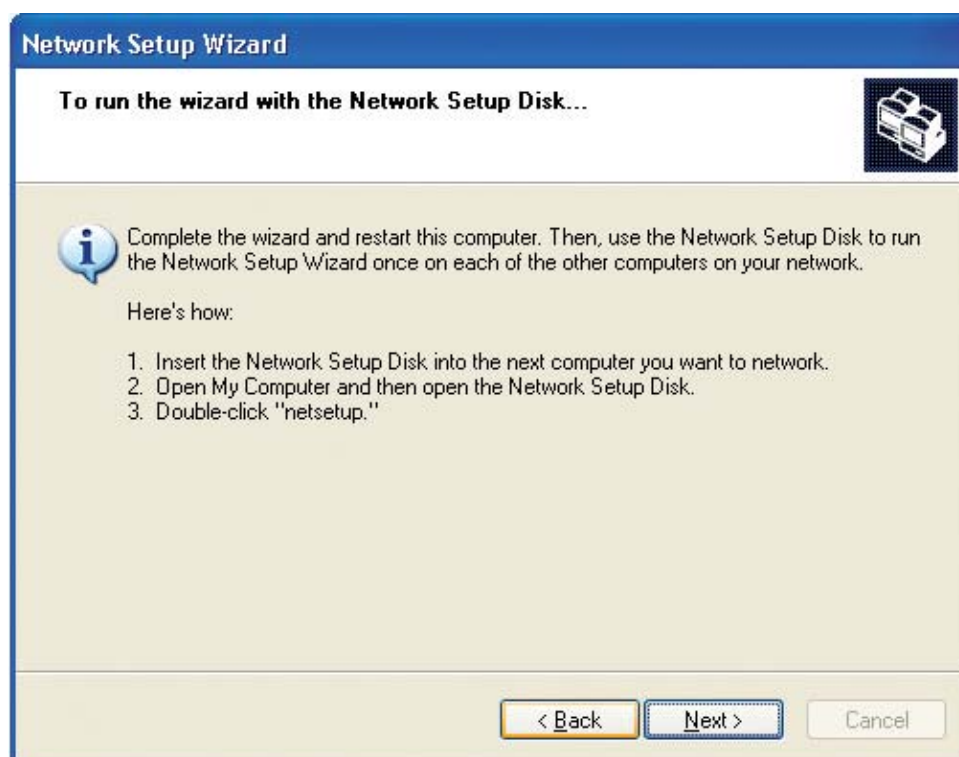 Network Setup Wizard
To run the wizard with the Network Setup Disk...
Complete the wizard and restart this computer. Then, use the Network Setup Disk to run
the Network Setup Wizard once on each of the other computers on your network.
Here's how:
1. Insert the Network Setup Disk into the next computer you want to network.
2. Open My Computer and then open the Network Setup Disk.
3. Double-click "netsetup."
< Back
Next >
Cancel